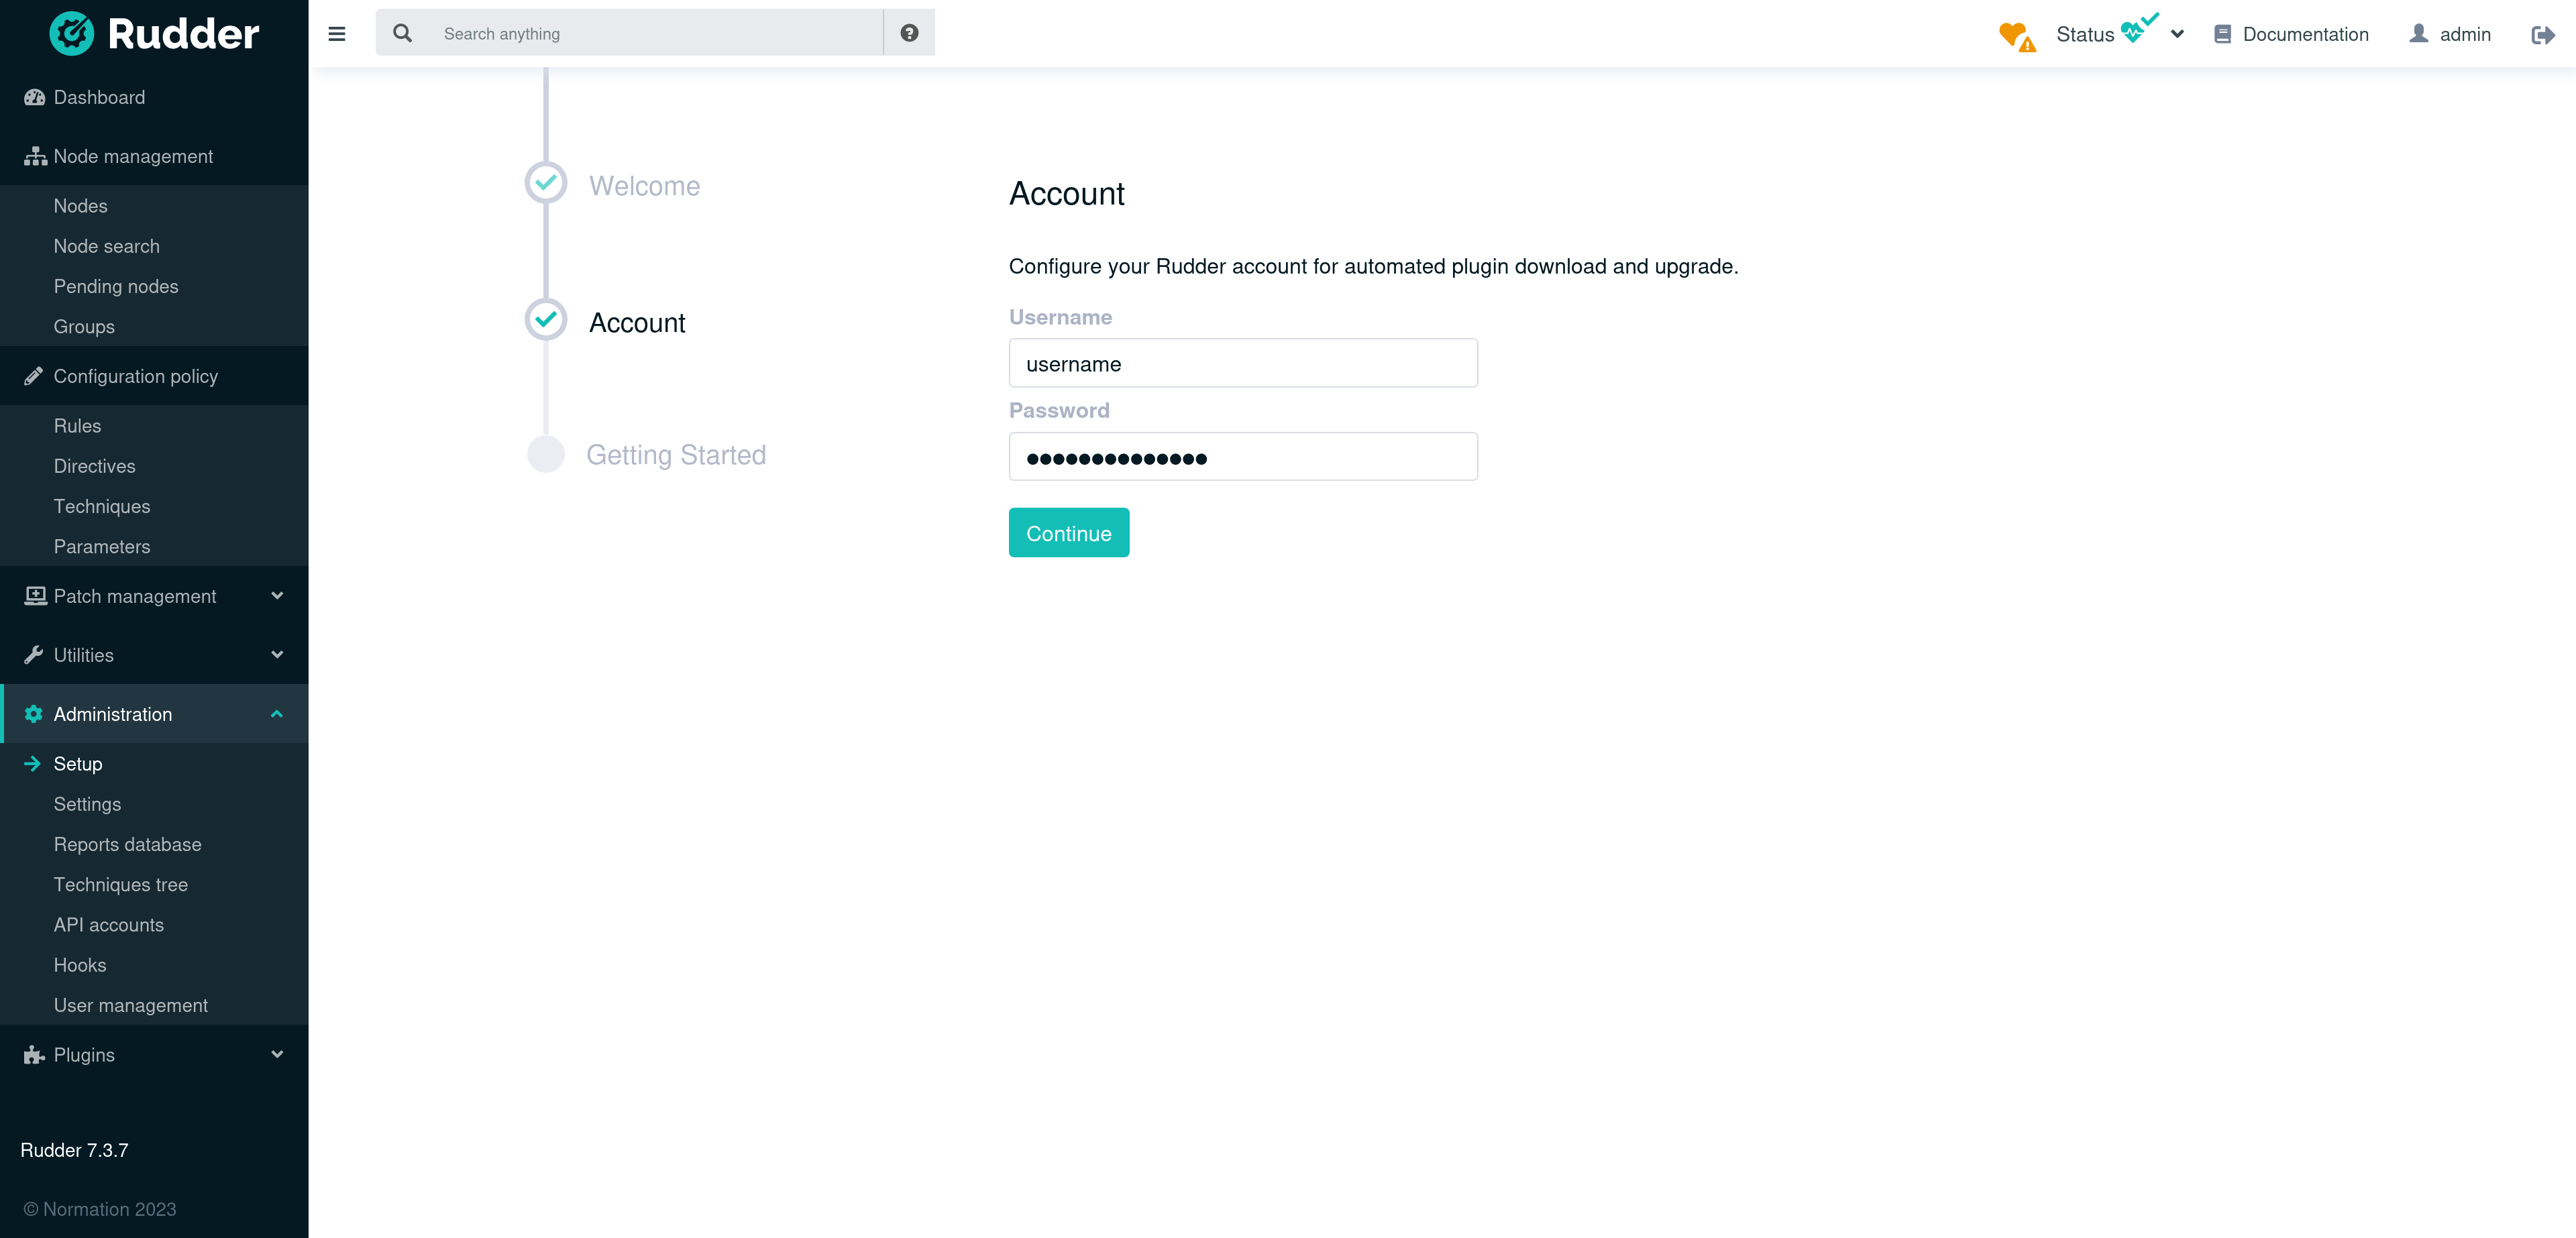 Rudder
Dashboard
Node management
Nodes
Node search
Pending nodes
Groups
Configuration policy
Rules
Directives
Techniques
Parameters
Patch management
Utilities
Administration
Setup
Settings
Reports database
Techniques tree
API accounts
Hooks
User management
Plugins
Rudder 7.3.7
© Normation 2023
Search anything
Status
Documentation
admin
Welcome
Account
Getting Started
Account
Configure your Rudder account for automated plugin download and upgrade.
Username
username
Password
●●●●●●●●●●●●●●
Continue